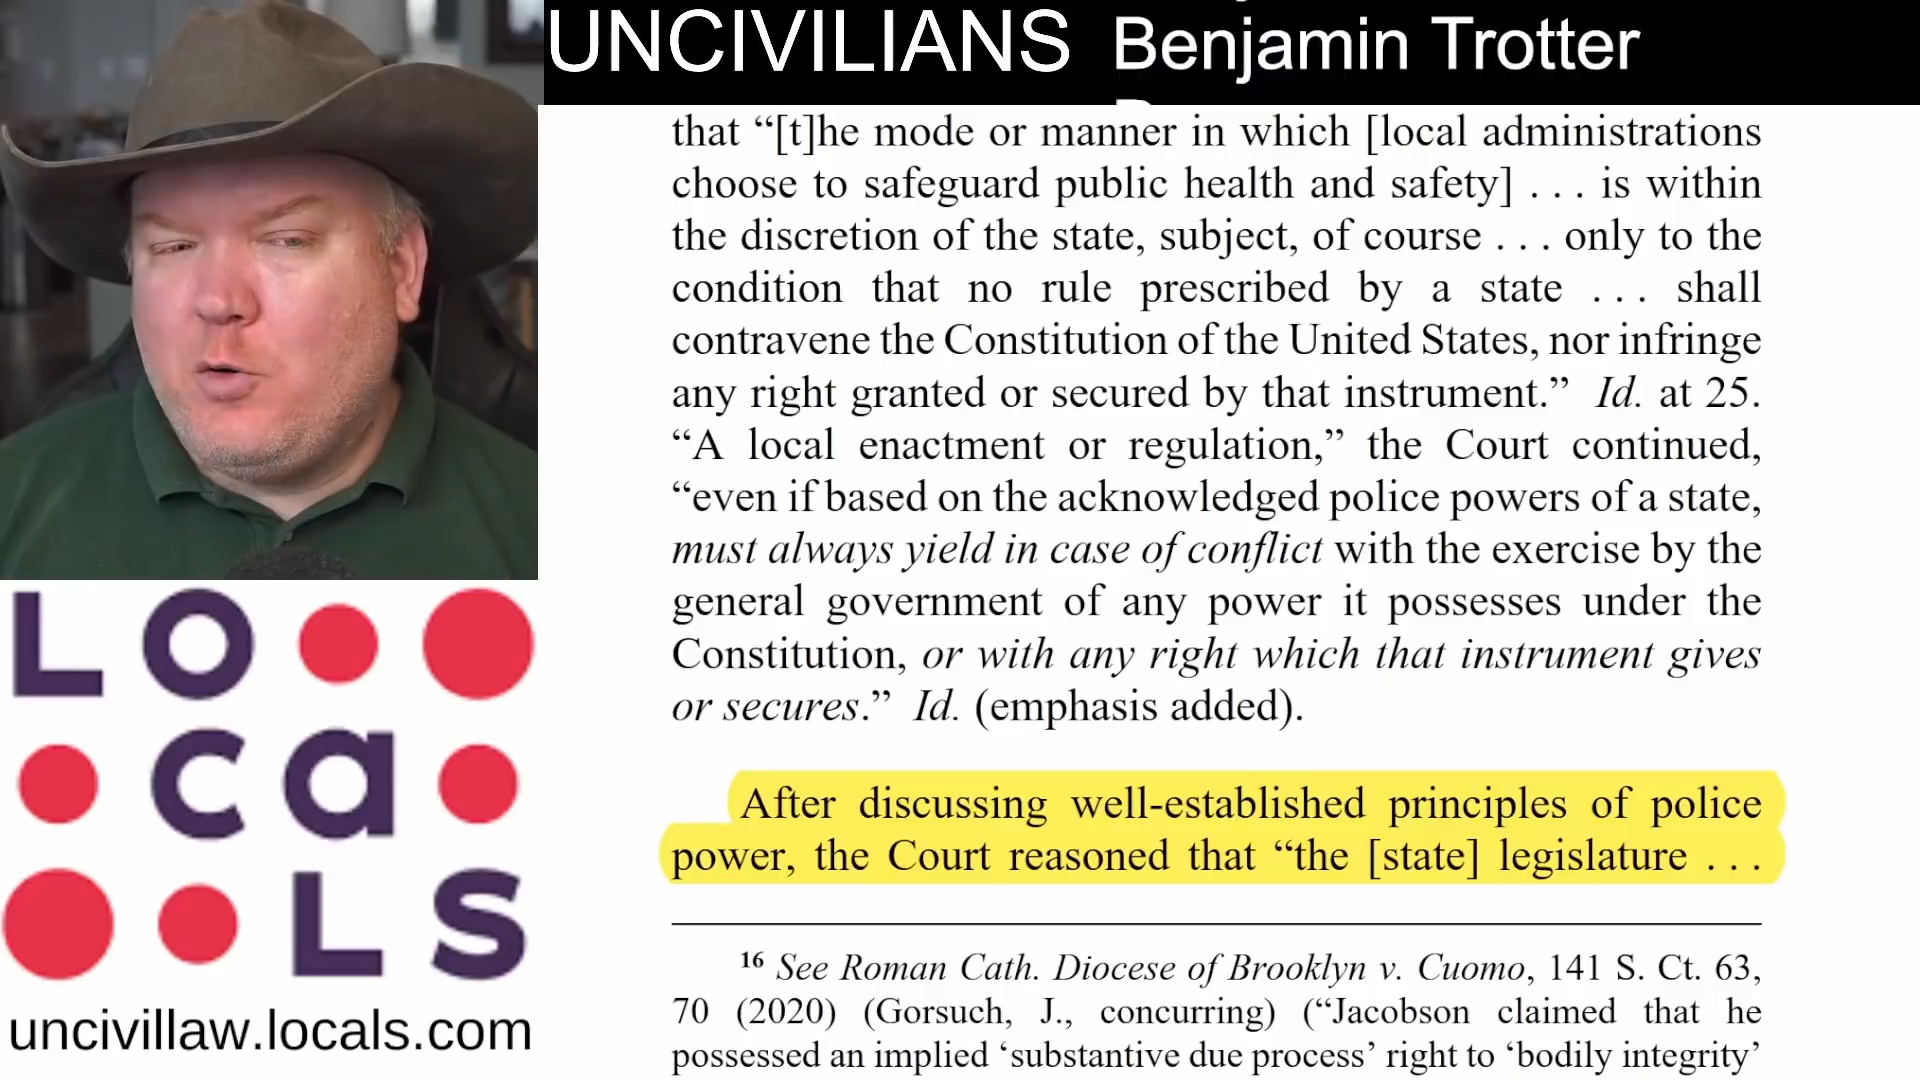 UNCIVILIANS
Benjamin Trotter
that “[t]he mode or manner in which [local administrations
choose to safeguard public health and safety] . . . is within
the discretion of the state, subject, of course . . . only to the
condition that no rule prescribed by a state . . . shall
contravene the Constitution of the United States, nor infringe
any right granted or secured by that instrument.” Id. at 25.
“A local enactment or regulation,” the Court continued,
“even if based on the acknowledged police powers of a state,
must always yield in case of conflict with the exercise by the
general government of any power it possesses under the
Constitution, or with any right which that instrument gives
or secures.” Id. (emphasis added).
After discussing well-established principles of police
power, the Court reasoned that “the [state] legislature . . .
16 See Roman Cath. Diocese of Brooklyn v. Cuomo, 141 S. Ct. 63,
70 (2020) (Gorsuch, J., concurring) (“Jacobson claimed that he
possessed an implied ‘substantive due process’ right to ‘bodily integrity’
LO
ca
LS
uncivillaw.locals.com